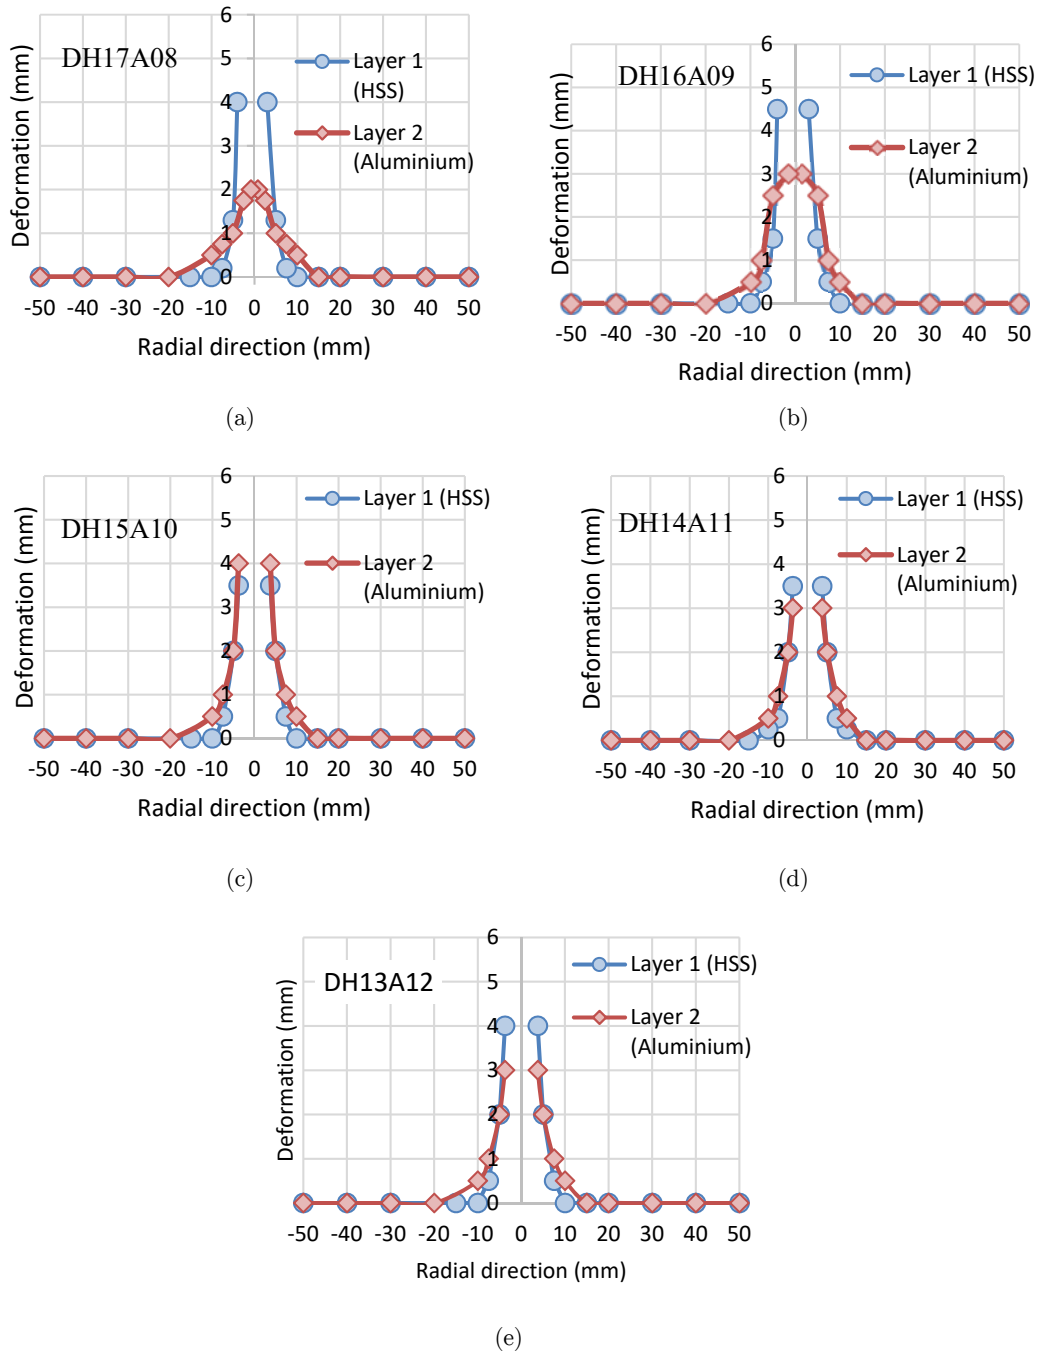 DH17A08
Deformation (mm)
6
5
4
3
2
1
0
Layer 1
(HSS)
Layer 2
(Aluminium)
-50 -40 -30 -20 -10 0 10 20 30 40 50
Radial direction (mm)
(a)
DH16A09
Deformation (mm)
6
5
4
3
2
1
0
Layer 1 (HSS)
Layer 2
(Aluminium)
-50 -40 -30 -20 -10 0 10 20 30 40 50
Radial direction (mm)
(b)
DH15A10
Deformation (mm)
6
5
4
3
2
1
0
Layer 1 (HSS)
Layer 2
(Aluminium)
-50 -40 -30 -20 -10 0 10 20 30 40 50
Radial direction (mm)
(c)
DH14A11
Deformation (mm)
6
5
4
3
2
1
0
Layer 1 (HSS)
Layer 2
(Aluminium)
-50 -40 -30 -20 -10 0 10 20 30 40 50
Radial direction (mm)
(d)
DH13A12
Deformation (mm)
6
5
4
3
2
1
0
Layer 1 (HSS)
Layer 2
(Aluminium)
-50 -40 -30 -20 -10 0 10 20 30 40 50
Radial direction (mm)
(e)